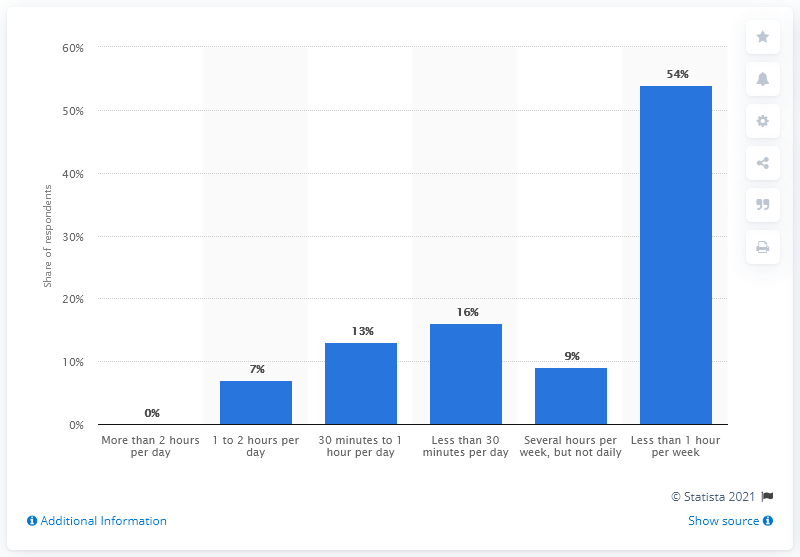 60%
50%
40%
30%
20%
10%
0%
Share of respondents
0%
7%
13%
16%
9%
54%
More than 2 hours
per day
1 to 2 hours per
day
30 minutes to 1
hour per day
Less than 30
minutes per day
Several hours per
week, but not daily
Less than 1 hour
per week
© Statista 2021
Additional Information
Show source